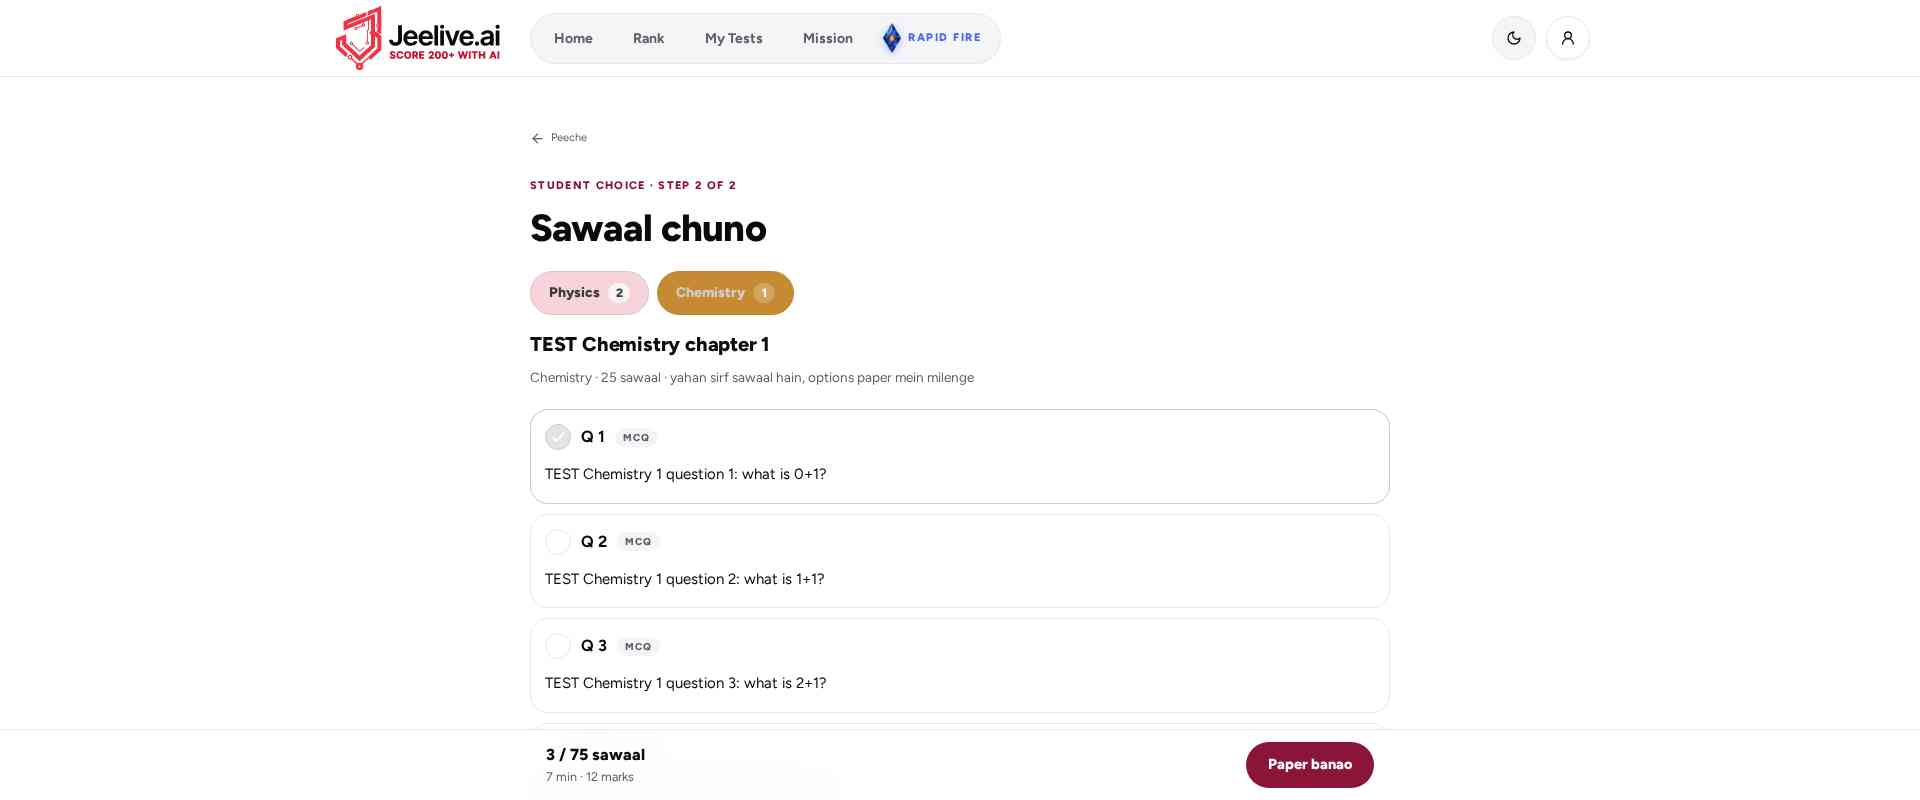 Jeelive.ai
SCORE 200+ WITH AI
Home Rank My Tests Mission RAPID FIRE
Peeche
STUDENT CHOICE · STEP 2 OF 2
Sawaal chuno
Physics 2 Chemistry 1
TEST Chemistry chapter 1
Chemistry · 25 sawaal · yahan sirf sawaal hain, options paper mein milenge
Q 1 MCQ
TEST Chemistry 1 question 1: what is 0+1?
Q 2 MCQ
TEST Chemistry 1 question 2: what is 1+1?
Q 3 MCQ
TEST Chemistry 1 question 3: what is 2+1?
3 / 75 sawaal
7 min · 12 marks
Paper banao